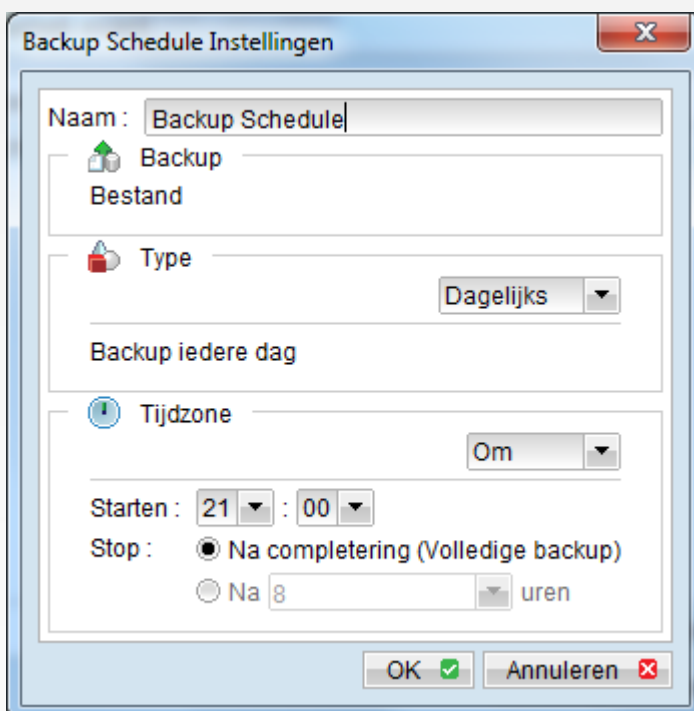 Backup Schedule Instellingen
Naam : Backup Schedule
Backup
Bestand
Type
Dagelijks
Backup iedere dag
Tijdzone
Om
Starten : 21 : 00
Stop : Na completering (Volledige backup)
Na 8 uren
OK Annuleren